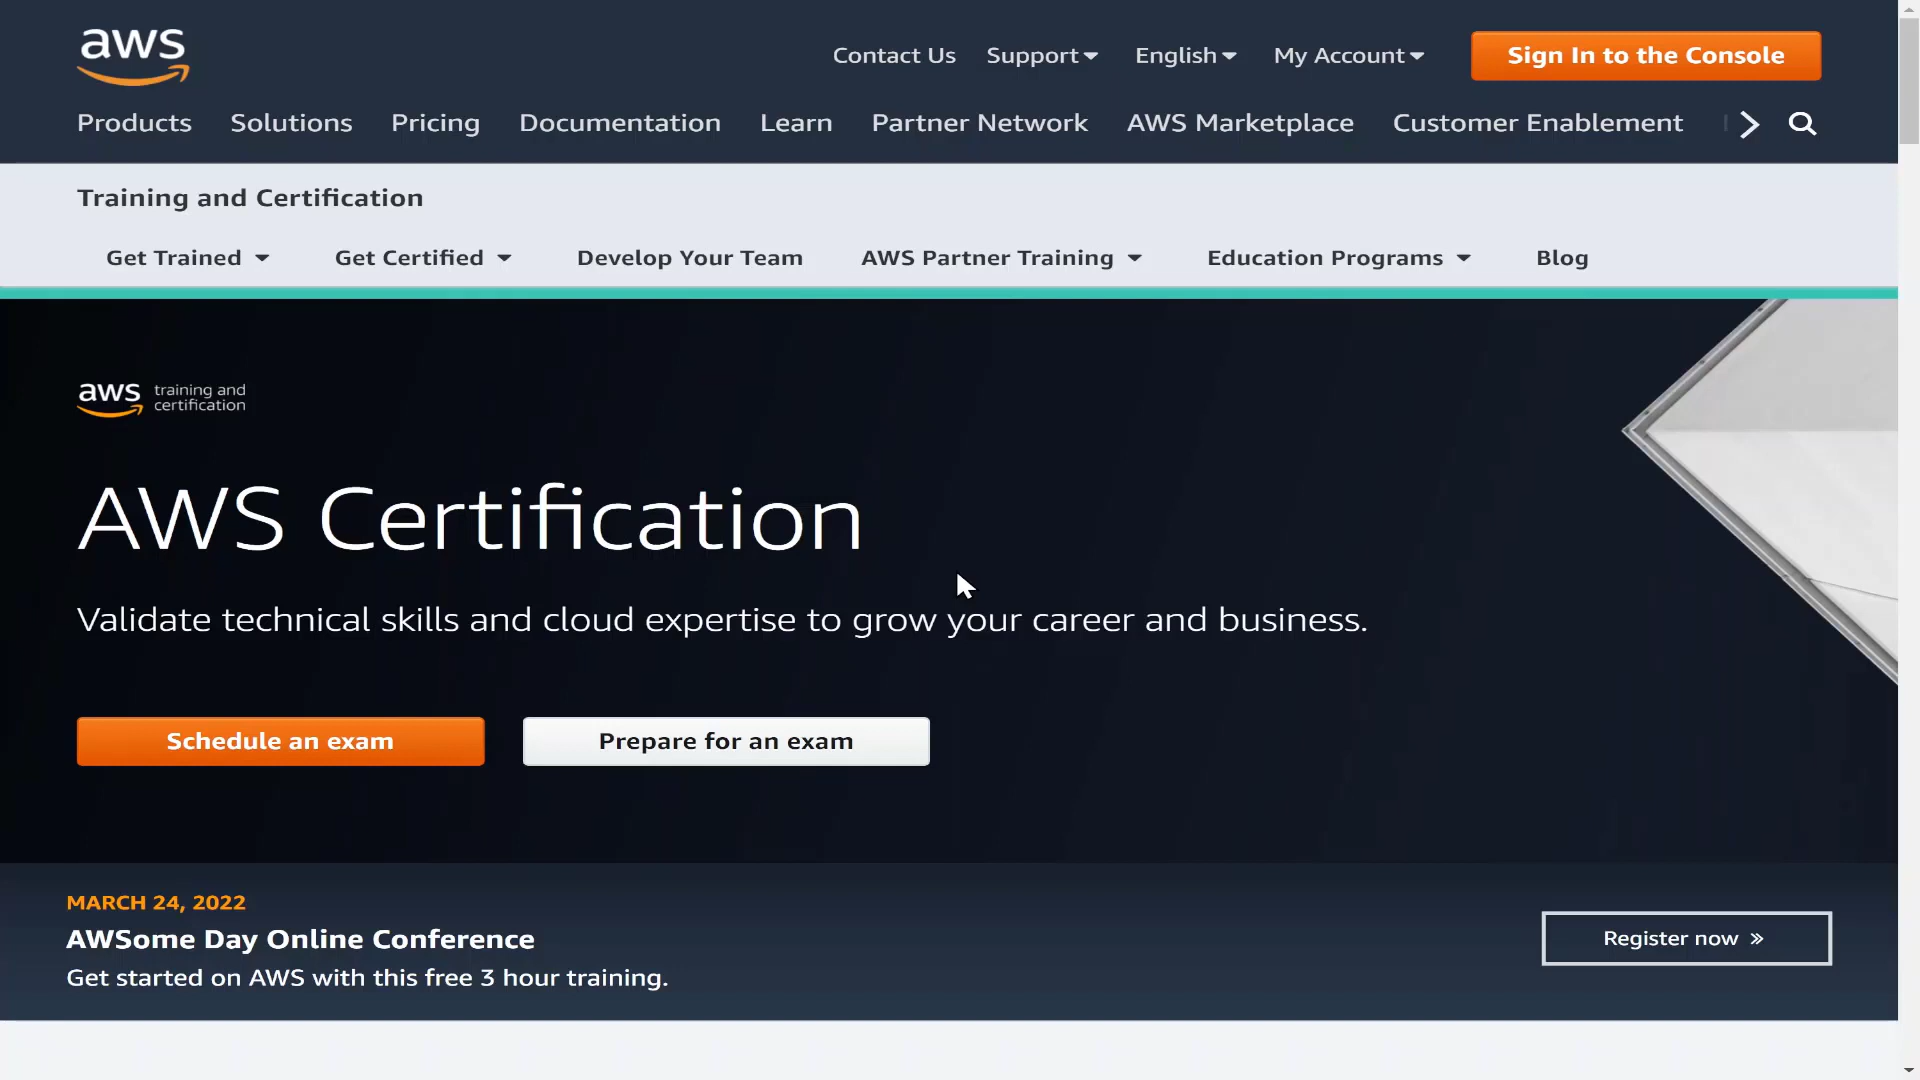 aws
Contact Us Support English My Account Sign In to the Console
Products Solutions Pricing Documentation Learn Partner Network AWS Marketplace Customer Enablement
Training and Certification
Get Trained Get Certified Develop Your Team AWS Partner Training Education Programs Blog
aws training and
certification
AWS Certification
Validate technical skills and cloud expertise to grow your career and business.
Schedule an exam Prepare for an exam
MARCH 24, 2022
AWSome Day Online Conference
Get started on AWS with this free 3 hour training.
Register now »